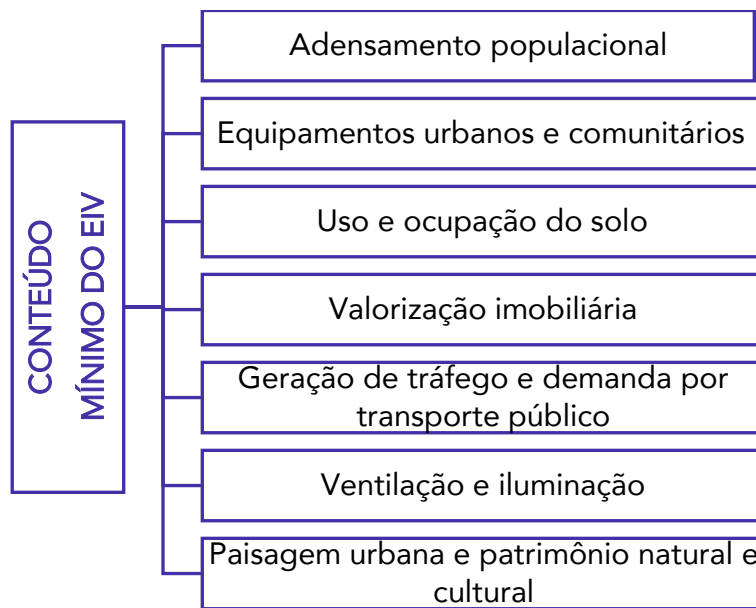 CONTEÚDO
MÍNIMO DO EIV
Adensamento populacional
Equipamentos urbanos e comunitários
Uso e ocupação do solo
Valorização imobiliária
Geração de tráfego e demanda por
transporte público
Ventilação e iluminação
Paisagem urbana e patrimônio natural e
cultural